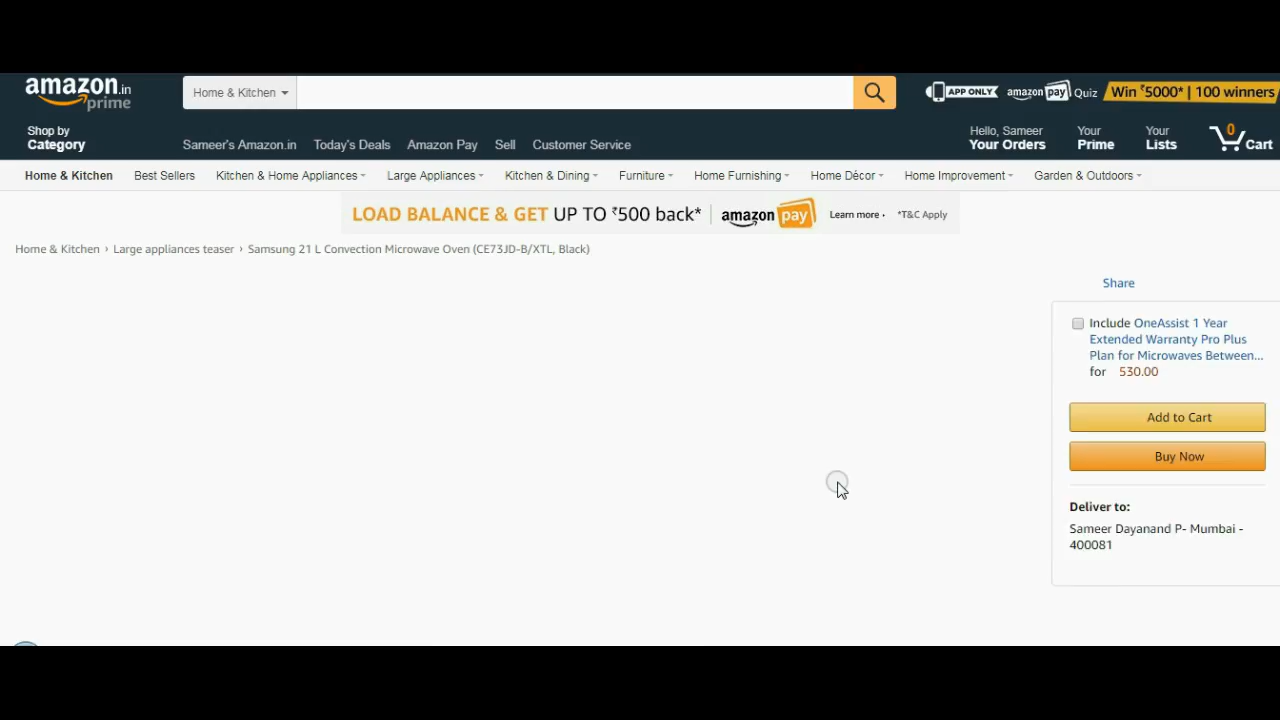 amazon.in
prime
Home & Kitchen
APP ONLY amazon pay Quiz Win ₹5000* | 100 winners
Shop by
Category
Sameer's Amazon.in Today's Deals Amazon Pay Sell Customer Service
Hello, Sameer
Your Orders
Your
Prime
Your
Lists
0
Cart
Home & Kitchen Best Sellers Kitchen & Home Appliances Large Appliances Kitchen & Dining Furniture Home Furnishing Home Décor Home Improvement Garden & Outdoors
LOAD BALANCE & GET UP TO ₹500 back* amazon pay Learn more › *T&C Apply
Home & Kitchen › Large appliances teaser › Samsung 21 L Convection Microwave Oven (CE73JD-B/XTL, Black)
Share
Include OneAssist 1 Year
Extended Warranty Pro Plus
Plan for Microwaves Between...
for 530.00
Add to Cart
Buy Now
Deliver to:
Sameer Dayanand P- Mumbai -
400081